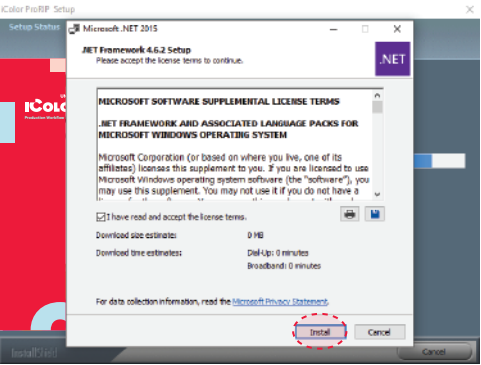 iColor ProRIP Setup
Setup Status
Microsoft .NET 2015
.NET Framework 4.6.2 Setup
Please accept the license terms to continue.
.NET
MICROSOFT SOFTWARE SUPPLEMENTAL LICENSE TERMS
.NET FRAMEWORK AND ASSOCIATED LANGUAGE PACKS FOR
MICROSOFT WINDOWS OPERATING SYSTEM
Microsoft Corporation (or based on where you live, one of its
affiliates) licenses this supplement to you. If you are licensed to use
Microsoft Windows operating system software (the "software"), you
may use this supplement. You may not use it if you do not have a
I have read and accept the license terms.
Download size estimate: 0 MB
Download time estimates: Dial-Up: 0 minutes
Broadband: 0 minutes
For data collection information, read the Microsoft Privacy Statement.
Install Cancel
InstallShield
Cancel